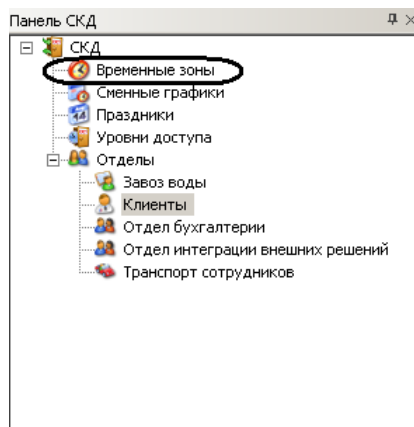 Панель СКД
СКД
Временные зоны
Сменные графики
Праздники
Уровни доступа
Отделы
Завоз воды
Клиенты
Отдел бухгалтерии
Отдел интеграции внешних решений
Транспорт сотрудников